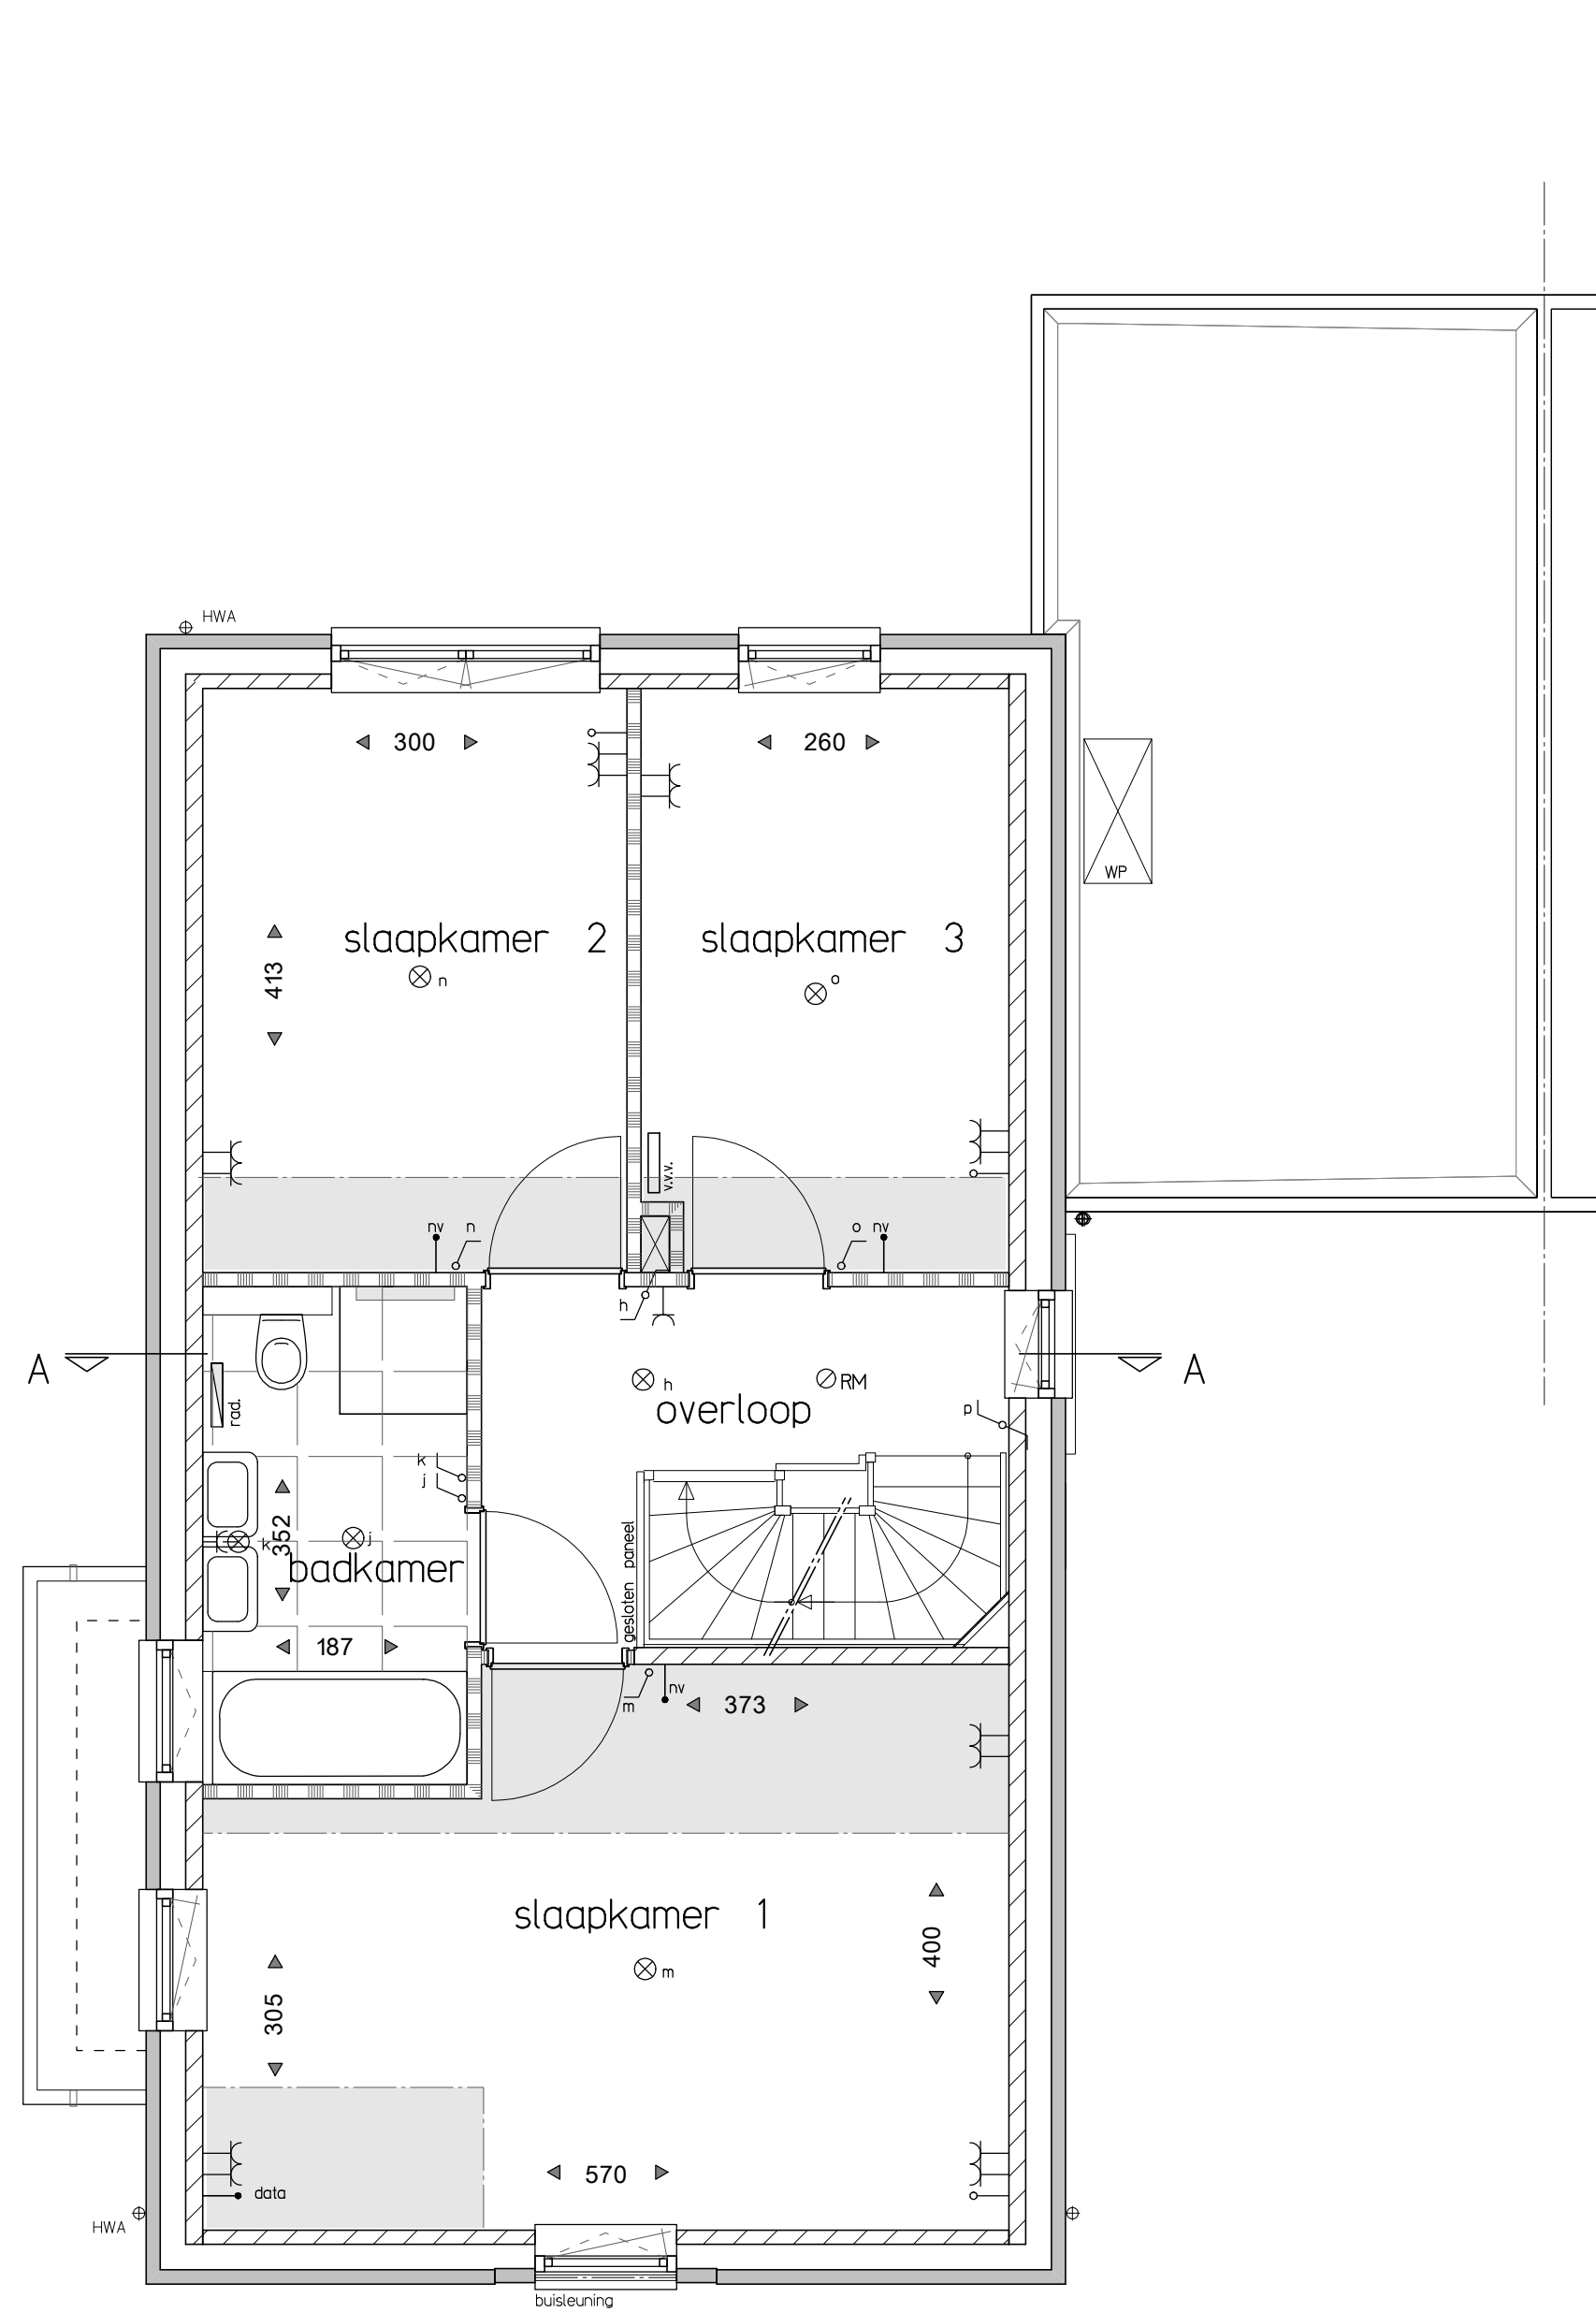 HWA
300
260
WP
slaapkamer 2
slaapkamer 3
n
o
413
v.v.v.
nv n
o nv
h
A
A
h
RM
rad.
overloop
p
k
j
352
k
j
badkamer
gesloten paneel
187
m
nv
373
slaapkamer 1
m
400
305
570
data
HWA
buisleuning